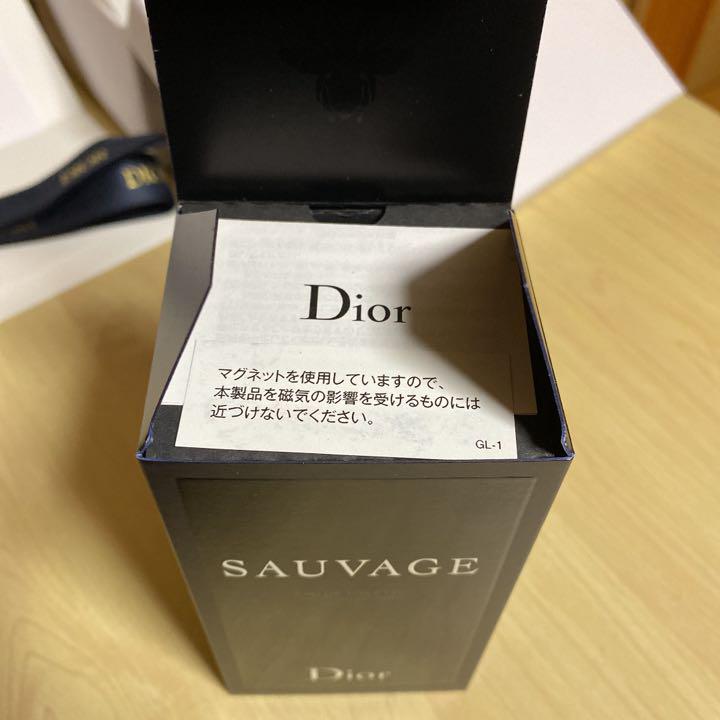 Dior
Dior
マグネットを使用していますので、
本製品を磁気の影響を受けるものには
近づけないでください。
GL-1
SAUVAGE
Dior